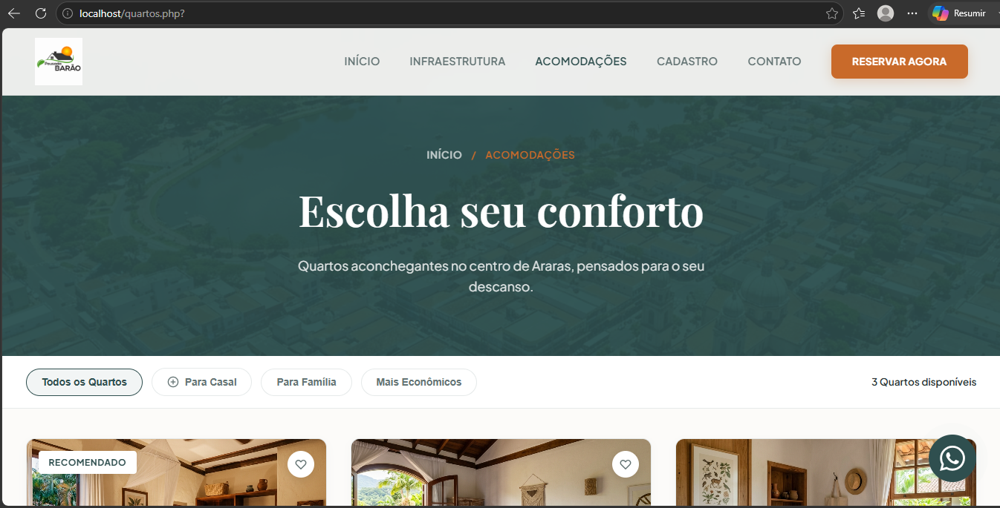 localhost/quartos.php?
Resumir
Pousada
BARÃO
INÍCIO
INFRAESTRUTURA
ACOMODAÇÕES
CADASTRO
CONTATO
RESERVAR AGORA
INÍCIO / ACOMODAÇÕES
Escolha seu conforto
Quartos aconchegantes no centro de Araras, pensados para o seu
descanso.
Todos os Quartos
Para Casal
Para Família
Mais Econômicos
3 Quartos disponíveis
RECOMENDADO